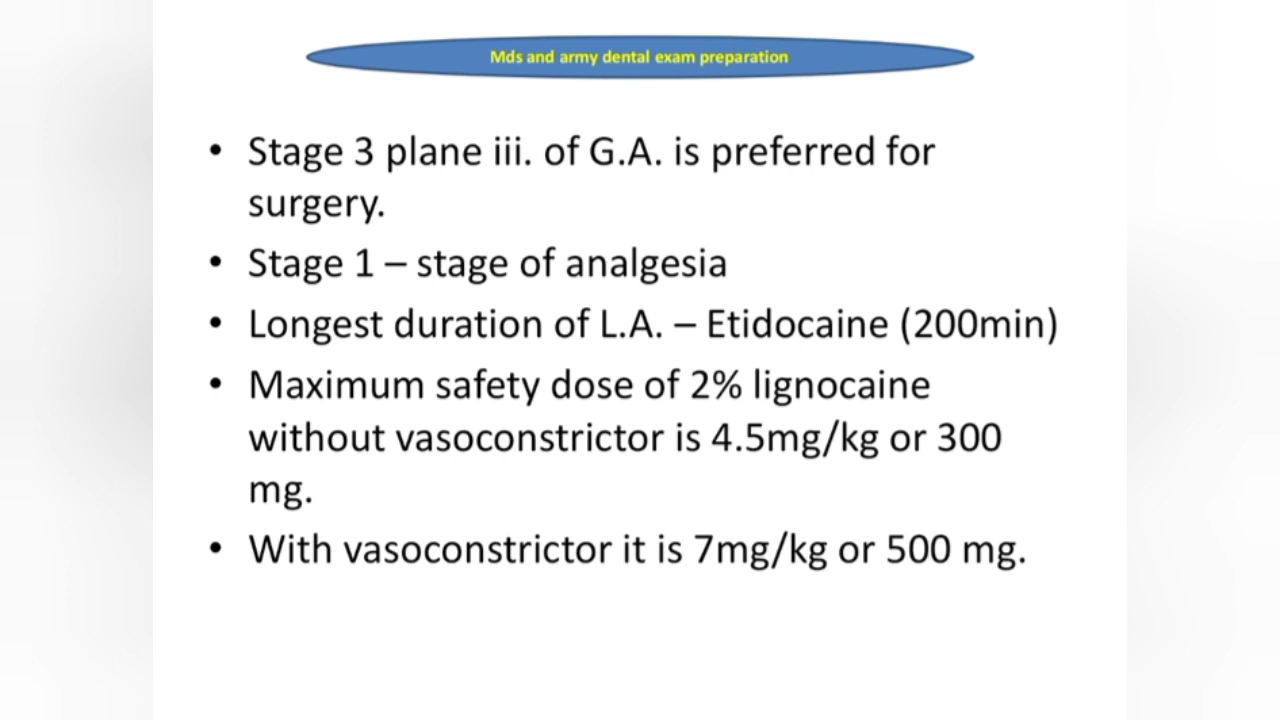 Mds and army dental exam preparation
• Stage 3 plane iii. of G.A. is preferred for
surgery.
• Stage 1 – stage of analgesia
• Longest duration of L.A. – Etidocaine (200min)
• Maximum safety dose of 2% lignocaine
without vasoconstrictor is 4.5mg/kg or 300
mg.
• With vasoconstrictor it is 7mg/kg or 500 mg.